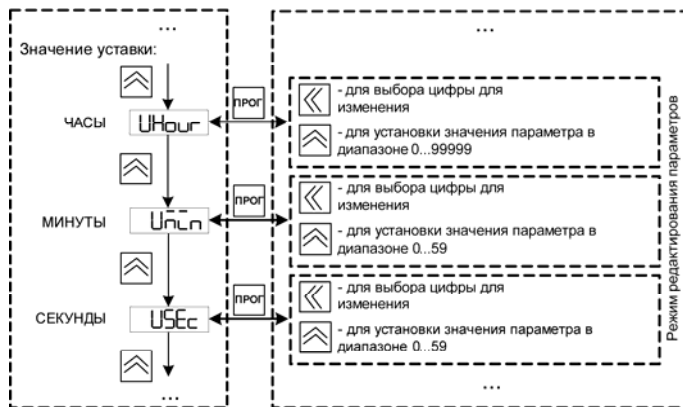 ...
...
Значение уставки:
ПРОГ
- для выбора цифры для
изменения
ЧАСЫ
UHour
- для установки значения параметра в
диапазоне 0...99999
ПРОГ
- для выбора цифры для
изменения
МИНУТЫ
Umin
- для установки значения параметра в
диапазоне 0...59
ПРОГ
- для выбора цифры для
изменения
СЕКУНДЫ
USEc
- для установки значения параметра в
диапазоне 0...59
Режим редактирования параметров
...
...